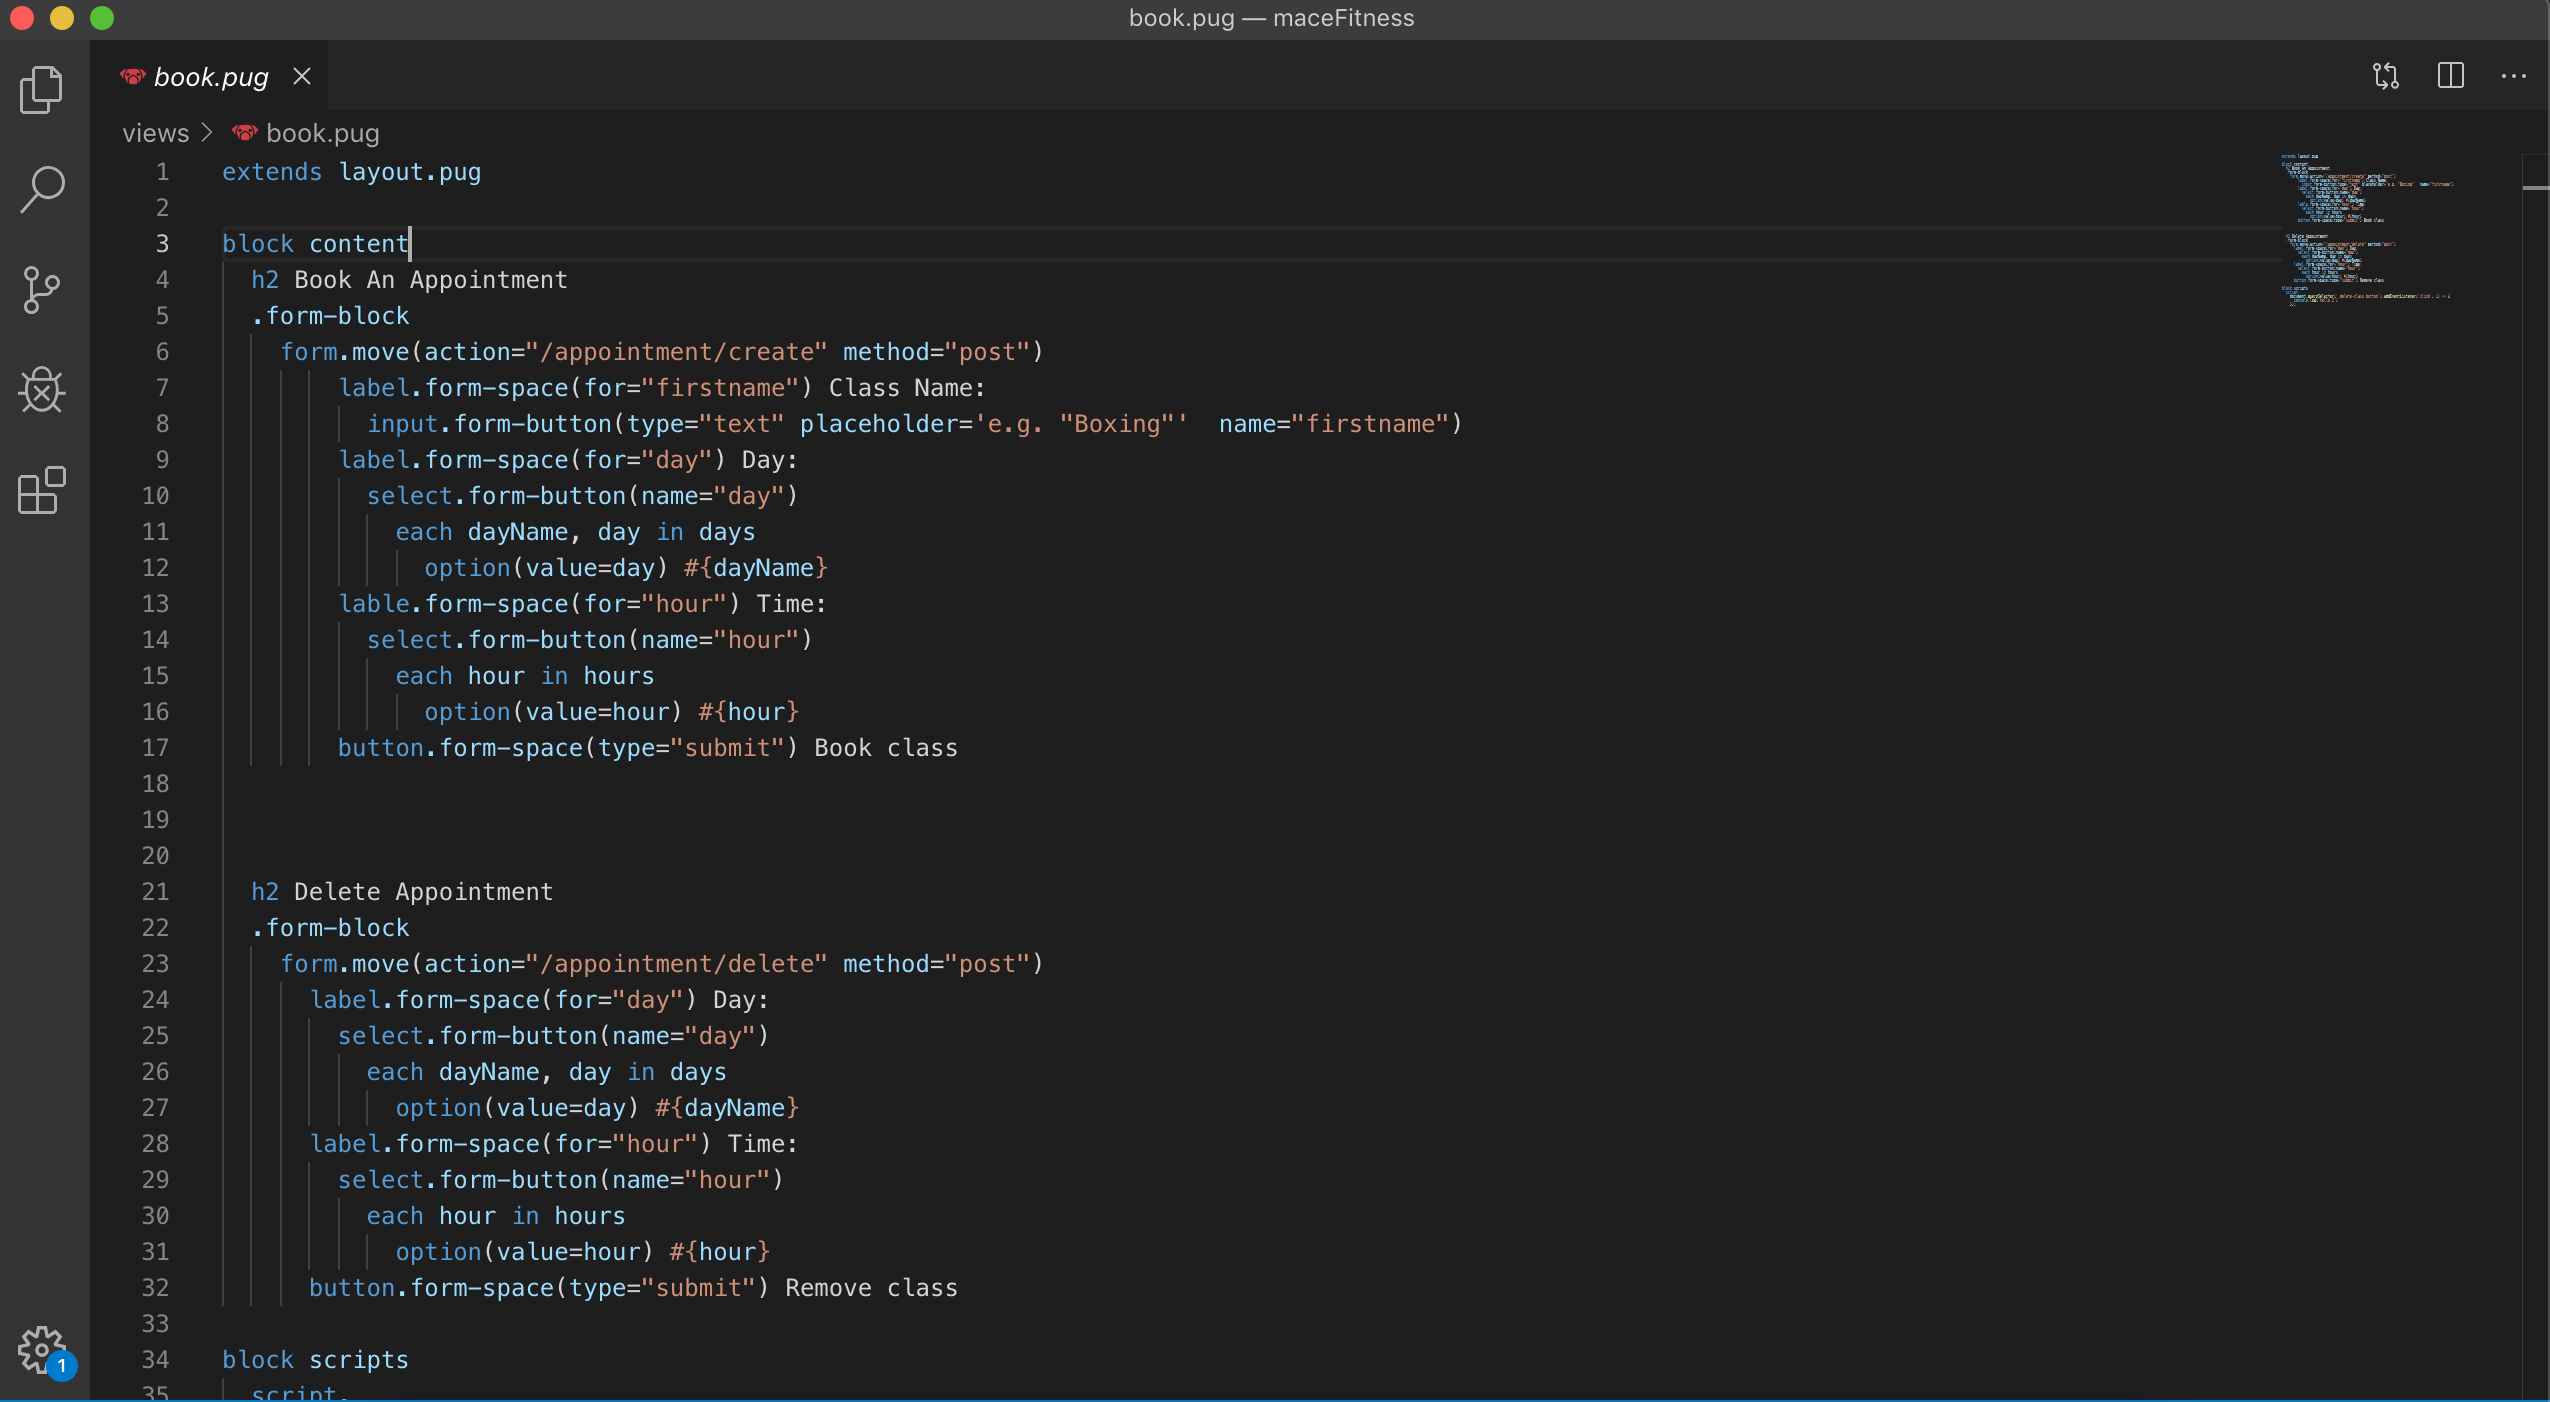 book.pug — maceFitness
book.pug
views > book.pug
1 extends layout.pug
2
3 block content
4   h2 Book An Appointment
5   .form-block
6     form.move(action="/appointment/create" method="post")
7         label.form-space(for="firstname") Class Name:
8           input.form-button(type="text" placeholder='e.g. "Boxing"'  name="firstname")
9         label.form-space(for="day") Day:
10           select.form-button(name="day")
11             each dayName, day in days
12               option(value=day) #{dayName}
13         lable.form-space(for="hour") Time:
14           select.form-button(name="hour")
15             each hour in hours
16               option(value=hour) #{hour}
17         button.form-space(type="submit") Book class
18
19
20
21   h2 Delete Appointment
22   .form-block
23     form.move(action="/appointment/delete" method="post")
24       label.form-space(for="day") Day:
25         select.form-button(name="day")
26           each dayName, day in days
27             option(value=day) #{dayName}
28       label.form-space(for="hour") Time:
29         select.form-button(name="hour")
30           each hour in hours
31             option(value=hour) #{hour}
32       button.form-space(type="submit") Remove class
33
34 block scripts
35   script.
1